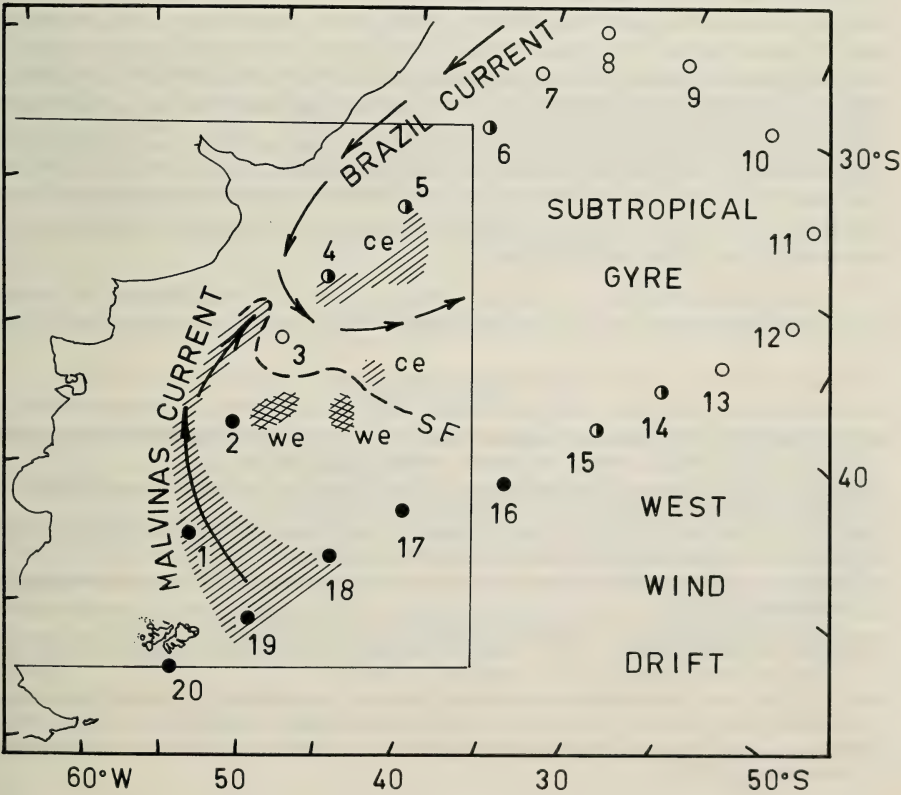 BRAZIL CURRENT
7
8
9
6
10
30°S
5
SUBTROPICAL
11
ce
4
GYRE
MALVINAS CURRENT
3
12
ce
13
SF
14
2
we
we
15
40
16
WEST
17
1
18
WIND
19
DRIFT
20
60°W
50
40
30
50°S